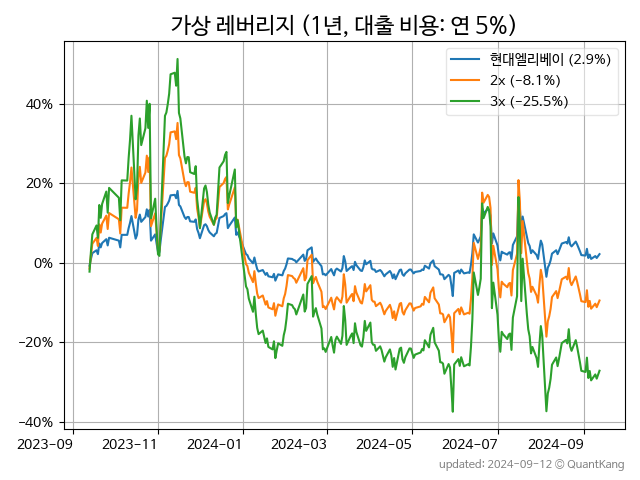 가상 레버리지 (1년, 대출 비용: 연 5%)
현대엘리베이 (2.9%)
2x (−8.1%)
3x (−25.5%)
40%
20%
0%
−20%
−40%
2023-09 2023-11 2024-01 2024-03 2024-05 2024-07 2024-09
updated: 2024-09-12 © QuantKang